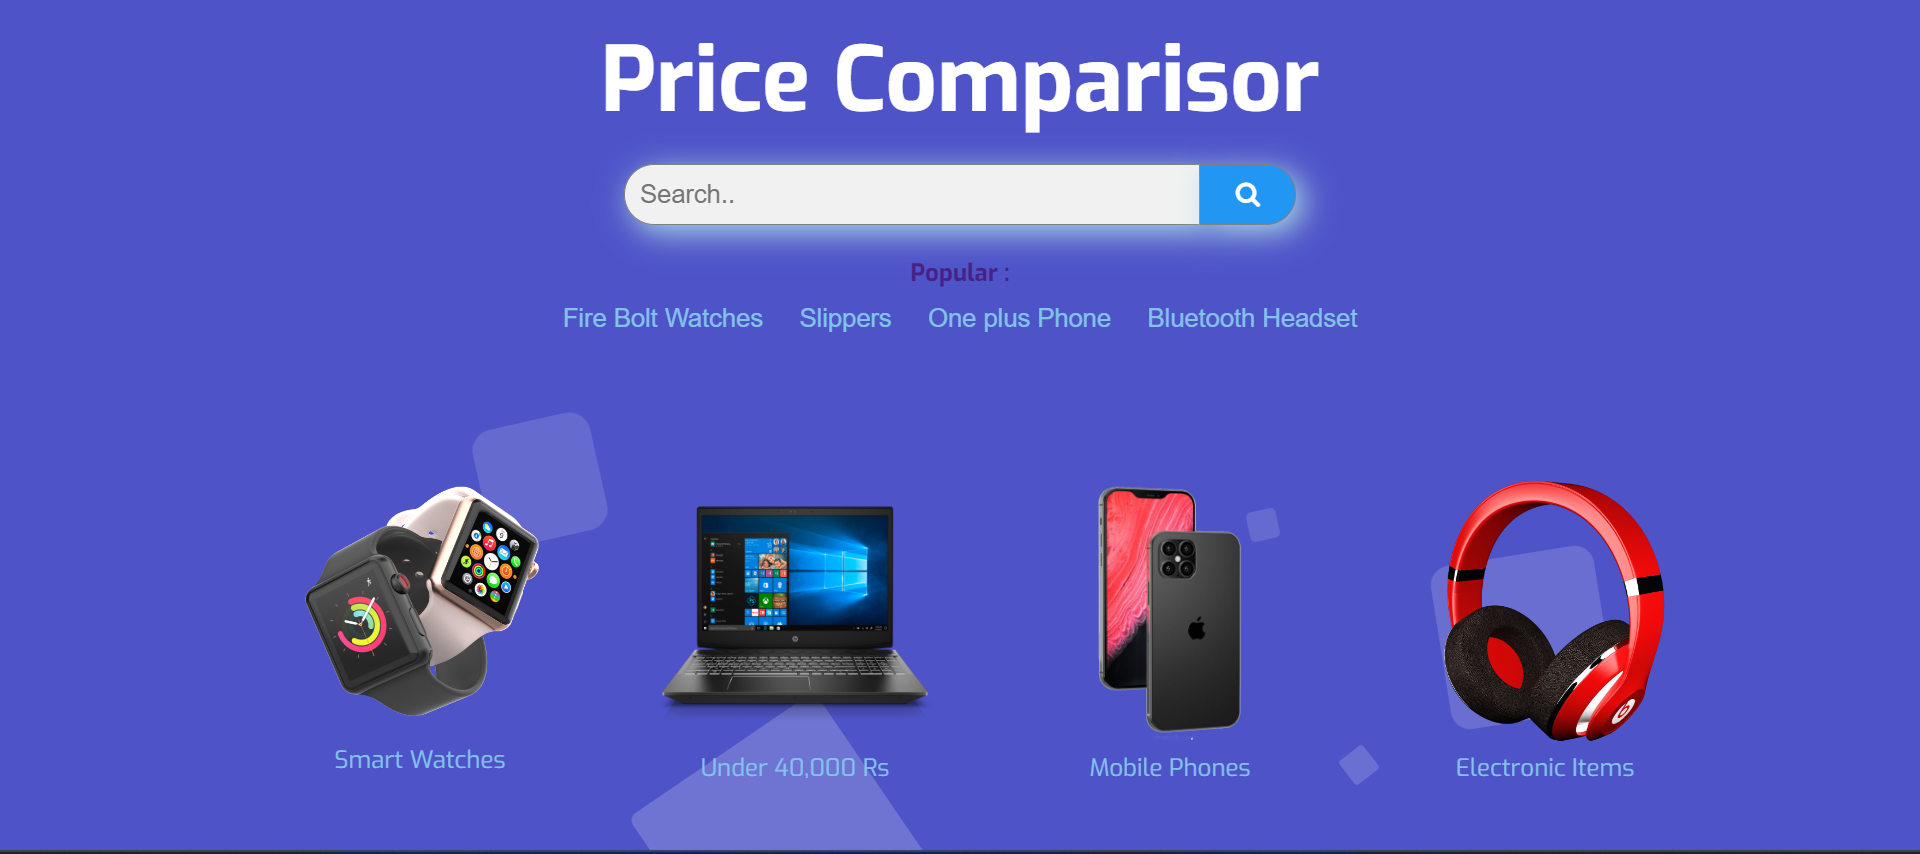 Price Comparisor
Search..
Popular :
Fire Bolt Watches Slippers One plus Phone Bluetooth Headset
Smart Watches
Under 40,000 Rs
Mobile Phones
Electronic Items